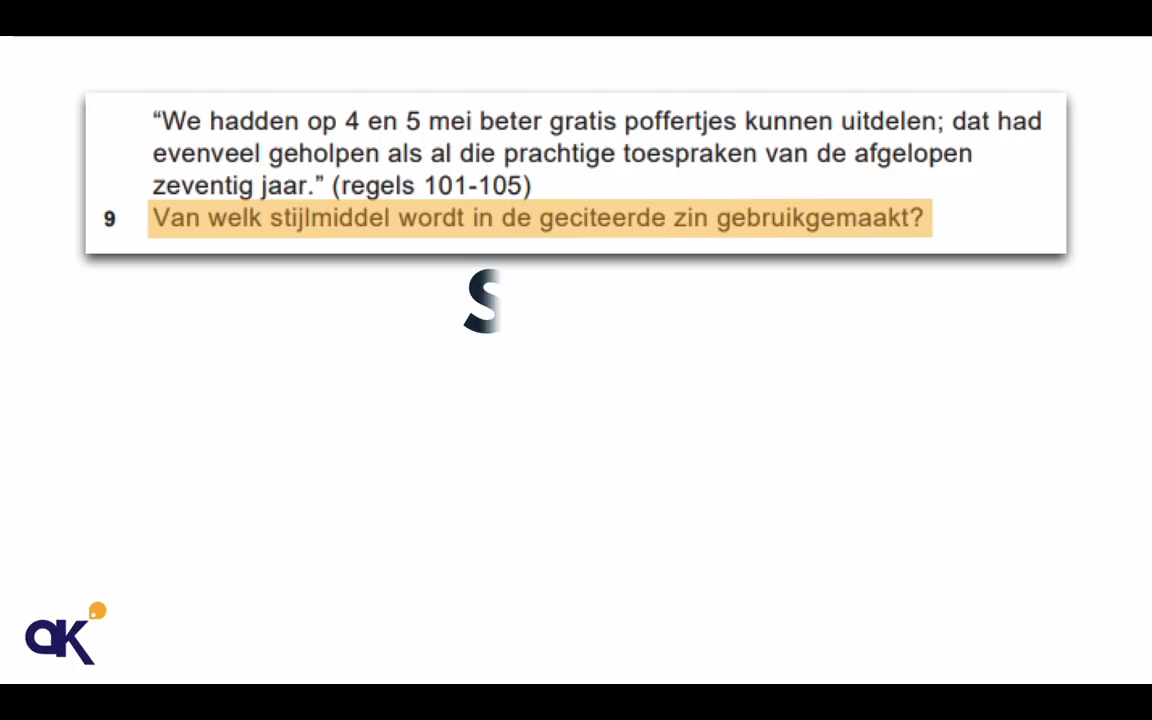 “We hadden op 4 en 5 mei beter gratis poffertjes kunnen uitdelen; dat had
evenveel geholpen als al die prachtige toespraken van de afgelopen
zeventig jaar.” (regels 101-105)
9 Van welk stijlmiddel wordt in de geciteerde zin gebruikgemaakt?
S
aK